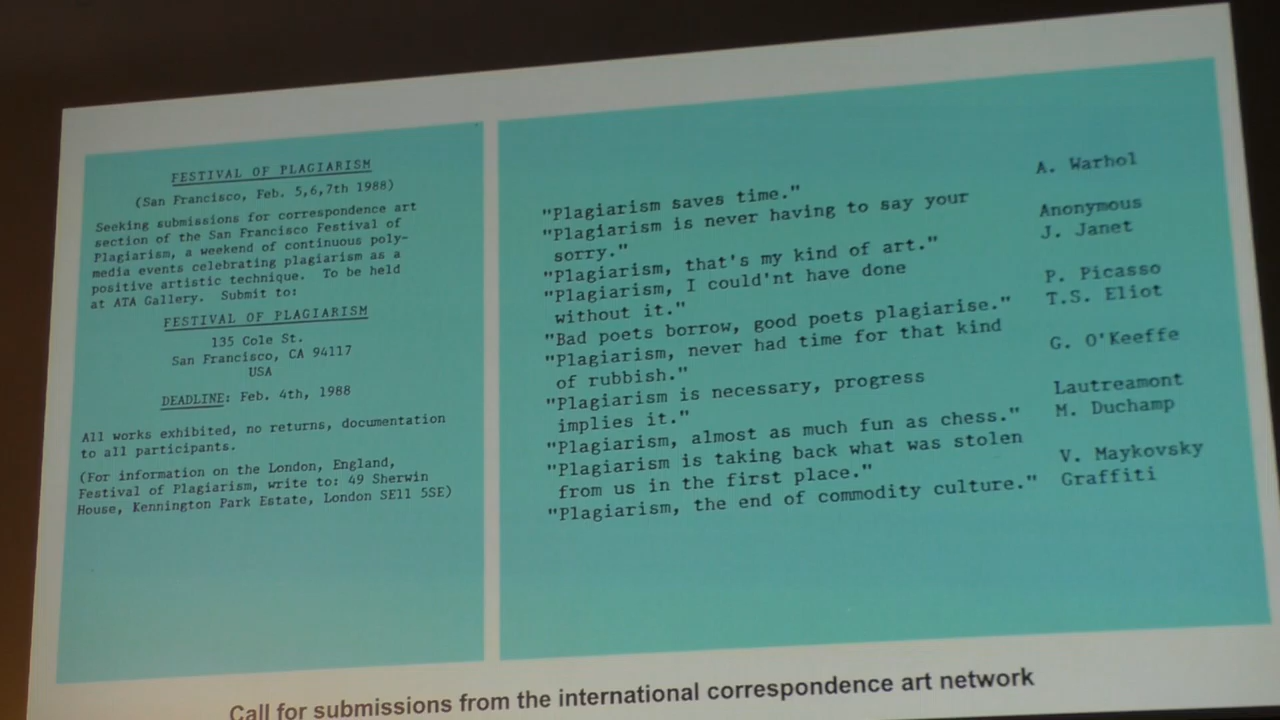 FESTIVAL OF PLAGIARISM
(San Francisco, Feb. 5,6,7th 1988)
Seeking submissions for correspondence art
section of the San Francisco Festival of
Plagiarism, a weekend of continuous poly-
media events celebrating plagiarism as a
positive artistic technique. To be held
at ATA Gallery. Submit to:
FESTIVAL OF PLAGIARISM
135 Cole St.
San Francisco, CA 94117
USA
DEADLINE: Feb. 4th, 1988
All works exhibited, no returns, documentation
to all participants.
(For information on the London, England,
Festival of Plagiarism, write to: 49 Sherwin
House, Kennington Park Estate, London SE11 5SE)
"Plagiarism saves time." A. Warhol
"Plagiarism is never having to say your
sorry." Anonymous
"Plagiarism, that's my kind of art." J. Janet
"Plagiarism, I could'nt have done
without it." P. Picasso
"Bad poets borrow, good poets plagiarise." T.S. Eliot
"Plagiarism, never had time for that kind
of rubbish." G. O'Keeffe
"Plagiarism is necessary, progress
implies it." Lautreamont
"Plagiarism, almost as much fun as chess." M. Duchamp
"Plagiarism is taking back what was stolen
from us in the first place." V. Maykovsky
"Plagiarism, the end of commodity culture." Graffiti
Call for submissions from the international correspondence art network